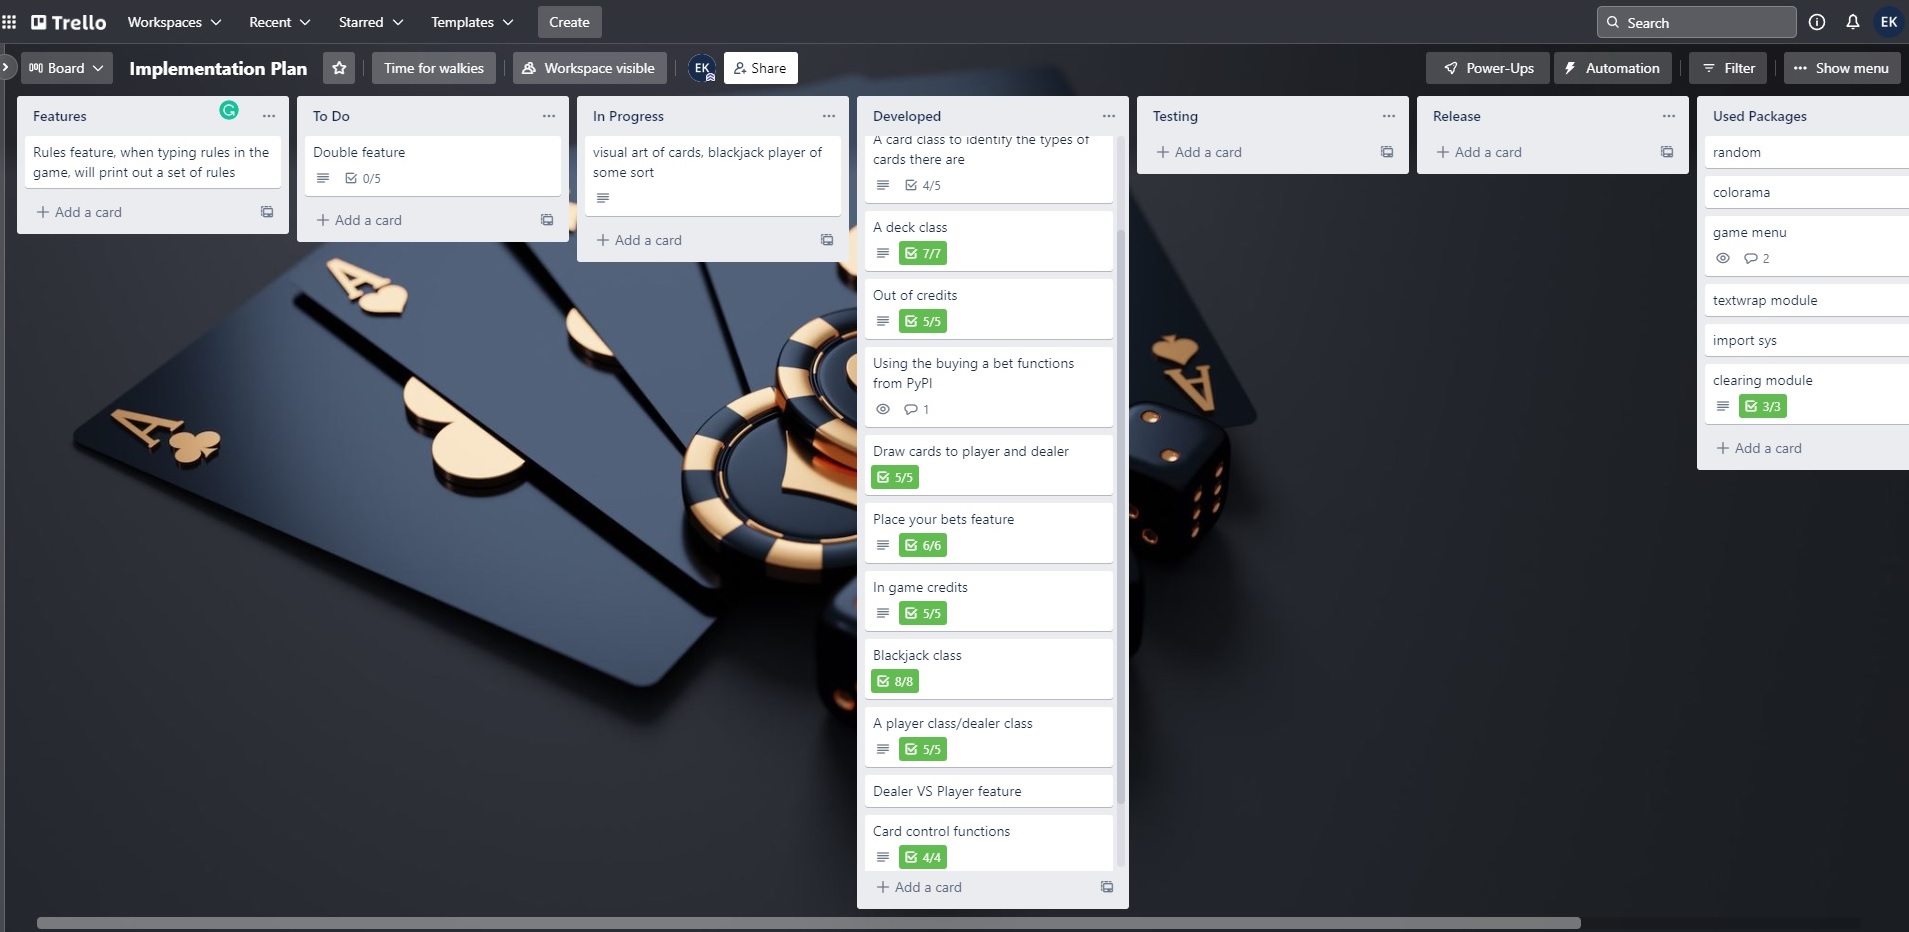 Trello
Workspaces
Recent
Starred
Templates
Create
Search
EK
Board
Implementation Plan
Time for walkies
Workspace visible
EK
Share
Power-Ups
Automation
Filter
Show menu
Features
Rules feature, when typing rules in the
game, will print out a set of rules
Add a card
To Do
Double feature
0/5
Add a card
In Progress
visual art of cards, blackjack player of
some sort
Add a card
Developed
A card class to identify the types of
cards there are
4/5
A deck class
7/7
Out of credits
5/5
Using the buying a bet functions
from PyPI
1
Draw cards to player and dealer
5/5
Place your bets feature
6/6
In game credits
5/5
Blackjack class
8/8
A player class/dealer class
5/5
Dealer VS Player feature
Card control functions
4/4
Add a card
Testing
Add a card
Release
Add a card
Used Packages
random
colorama
game menu
2
textwrap module
import sys
clearing module
3/3
Add a card
A
A
A